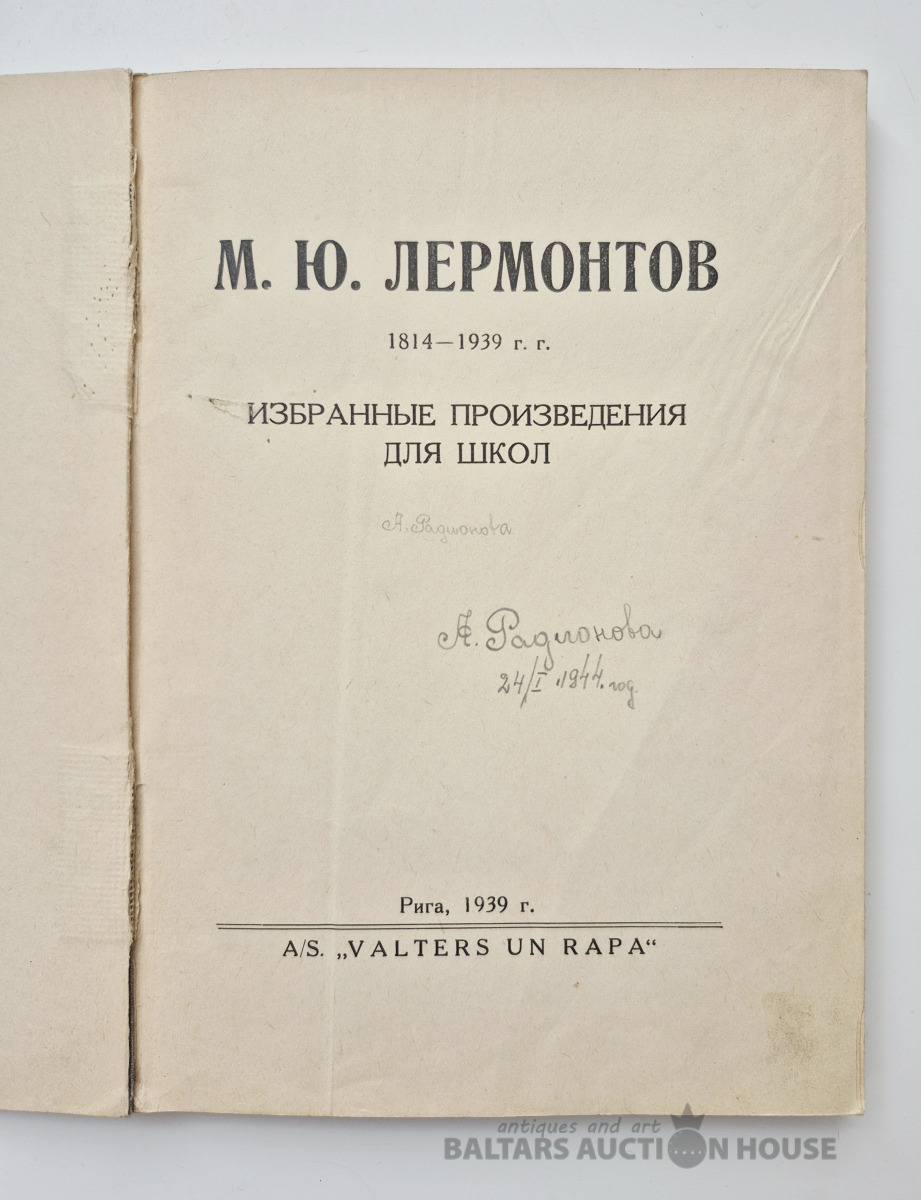 М. Ю. ЛЕРМОНТОВ
1814—1939 г. г.
ИЗБРАННЫЕ ПРОИЗВЕДЕНИЯ
ДЛЯ ШКОЛ
А. Радионова
А. Радионова
24/I 1944. год.
Рига, 1939 г.
A/S. „VALTERS UN RAPA“
antiques and art
BALTARS AUCTION HOUSE